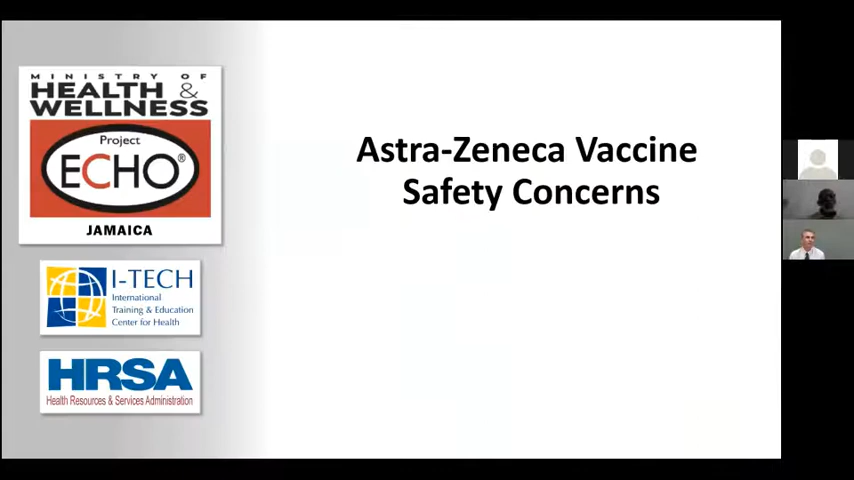 MINISTRY OF
HEALTH &
WELLNESS
Project
ECHO®
JAMAICA
I-TECH
International
Training & Education
Center for Health
HRSA
Health Resources & Services Administration
Astra-Zeneca Vaccine
Safety Concerns